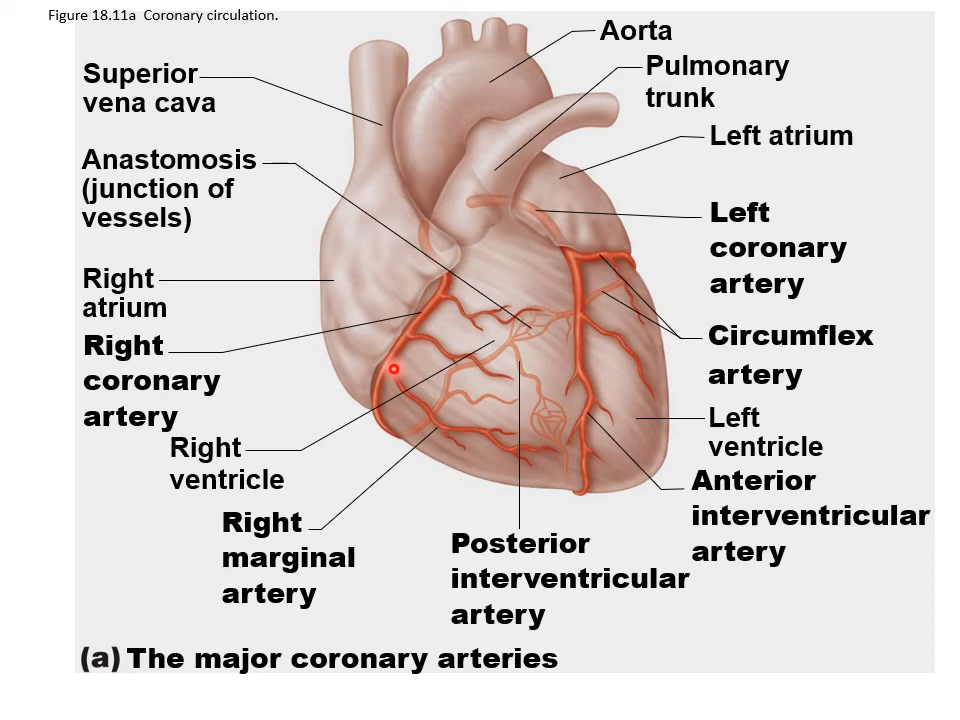 Figure 18.11a  Coronary circulation.
Aorta
Superior
vena cava
Pulmonary
trunk
Left atrium
Anastomosis
(junction of
vessels)
Left
coronary
artery
Right
atrium
Right
coronary
artery
Circumflex
artery
Left
ventricle
Right
ventricle
Anterior
interventricular
artery
Right
marginal
artery
Posterior
interventricular
artery
(a) The major coronary arteries